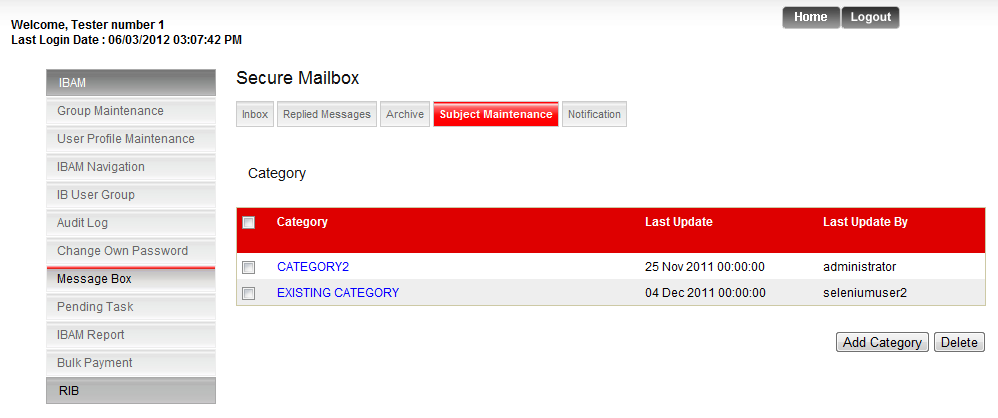 Welcome, Tester number 1
Last Login Date : 06/03/2012 03:07:42 PM
Home Logout
IBAM
Group Maintenance
User Profile Maintenance
IBAM Navigation
IB User Group
Audit Log
Change Own Password
Message Box
Pending Task
IBAM Report
Bulk Payment
RIB
Secure Mailbox
Inbox Replied Messages Archive Subject Maintenance Notification
Category
Category Last Update Last Update By
CATEGORY2 25 Nov 2011 00:00:00 administrator
EXISTING CATEGORY 04 Dec 2011 00:00:00 seleniumuser2
Add Category Delete